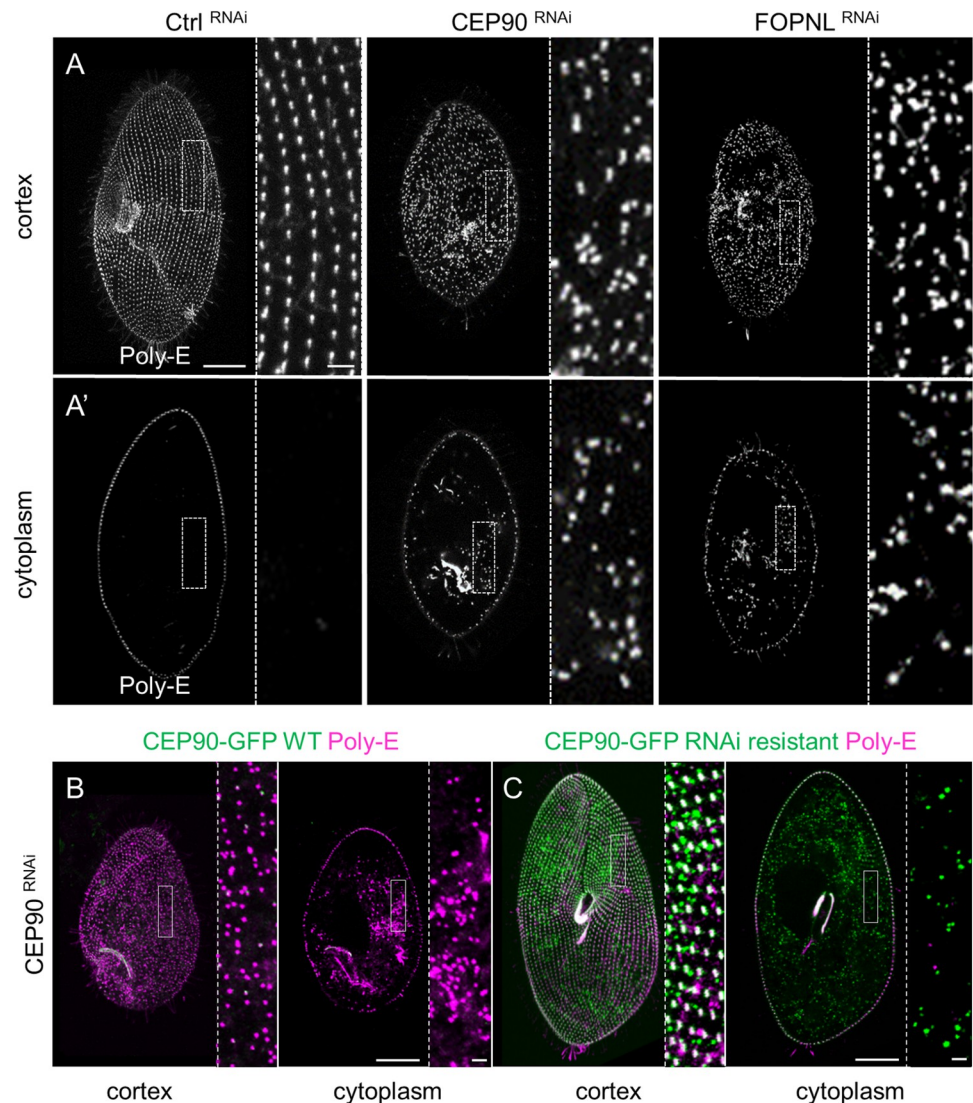 Ctrl RNAi CEP90 RNAi FOPNL RNAi
A
cortex
Poly-E
A'
cytoplasm
Poly-E
CEP90-GFP WT Poly-E CEP90-GFP RNAi resistant Poly-E
B C
CEP90 RNAi
cortex cytoplasm cortex cytoplasm